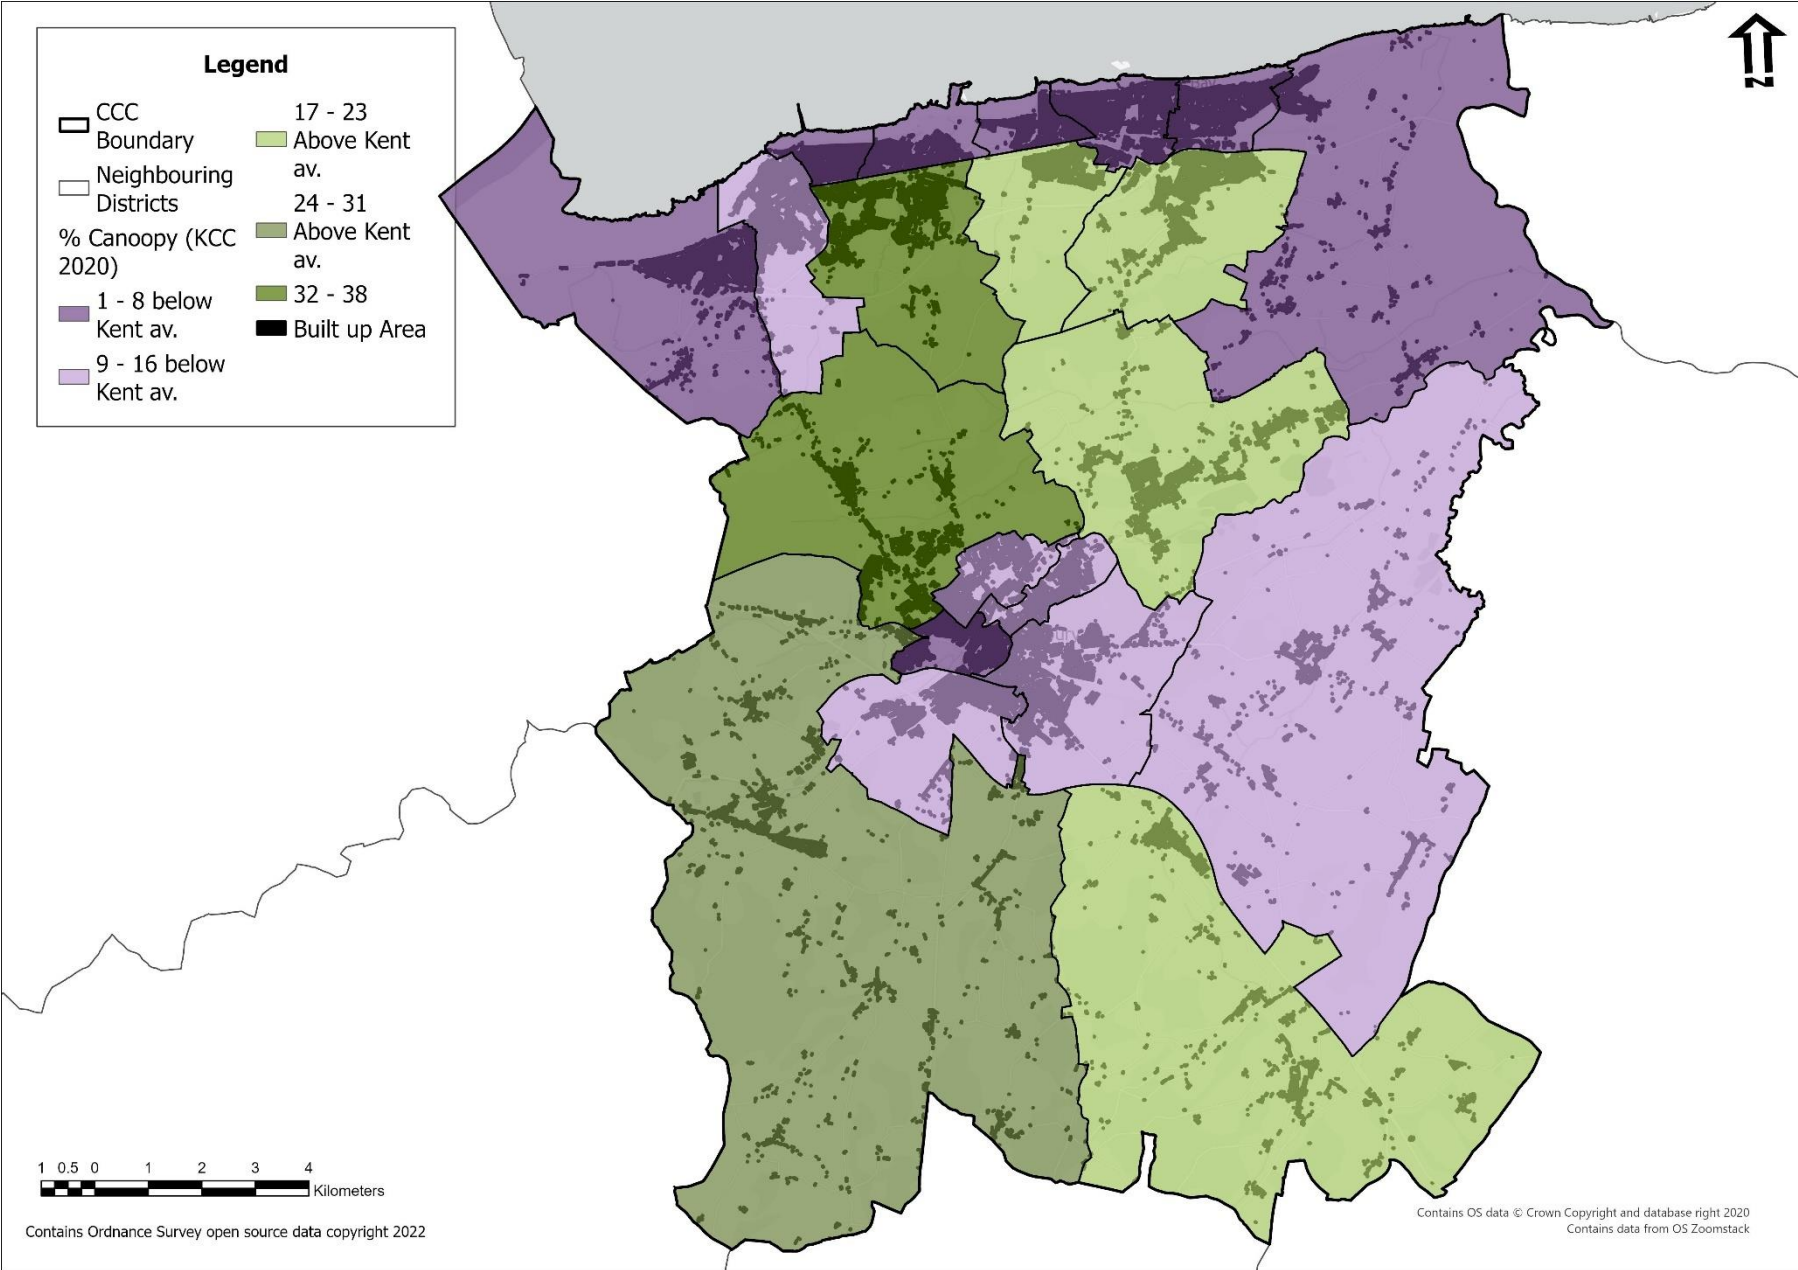 Legend
CCC
Boundary
Neighbouring
Districts
% Canoopy (KCC
2020)
1 - 8 below
Kent av.
9 - 16 below
Kent av.
17 - 23
Above Kent
av.
24 - 31
Above Kent
av.
32 - 38
Built up Area
N
1 0.5 0 1 2 3 4
Kilometers
Contains Ordnance Survey open source data copyright 2022
Contains OS data © Crown Copyright and database right 2020
Contains data from OS Zoomstack